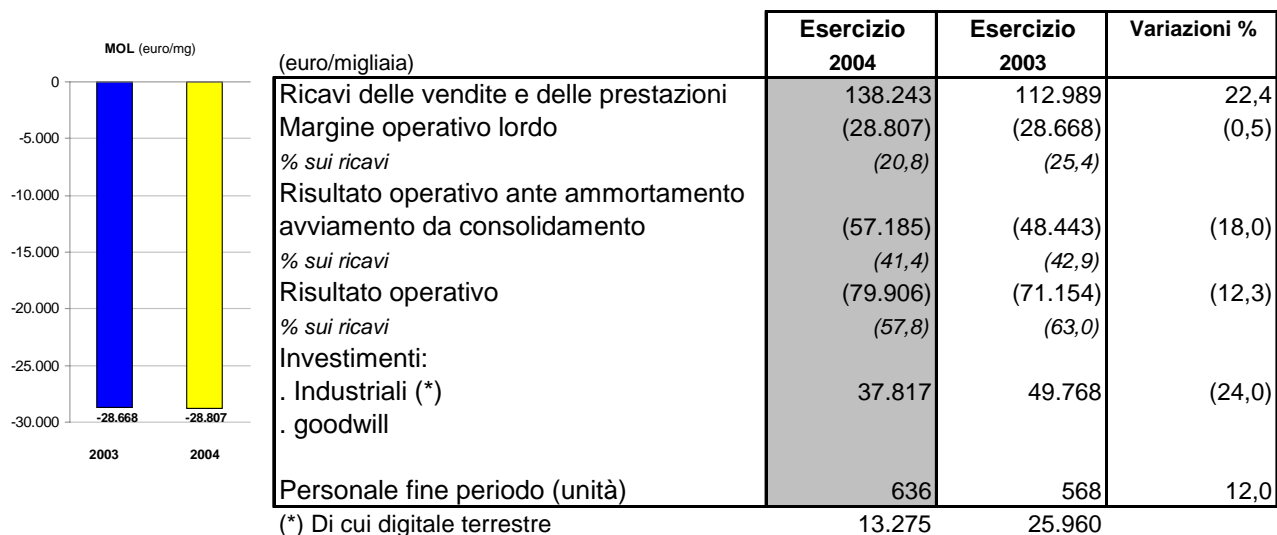 MOL (euro/mg)
0
-5.000
-10.000
-15.000
-20.000
-25.000
-30.000
-28.668 -28.807
2003 2004
Esercizio Esercizio Variazioni %
(euro/migliaia) 2004 2003
Ricavi delle vendite e delle prestazioni 138.243 112.989 22,4
Margine operativo lordo (28.807) (28.668) (0,5)
% sui ricavi (20,8) (25,4)
Risultato operativo ante ammortamento
avviamento da consolidamento (57.185) (48.443) (18,0)
% sui ricavi (41,4) (42,9)
Risultato operativo (79.906) (71.154) (12,3)
% sui ricavi (57,8) (63,0)
Investimenti:
. Industriali (*) 37.817 49.768 (24,0)
. goodwill
Personale fine periodo (unità) 636 568 12,0
(*) Di cui digitale terrestre 13.275 25.960